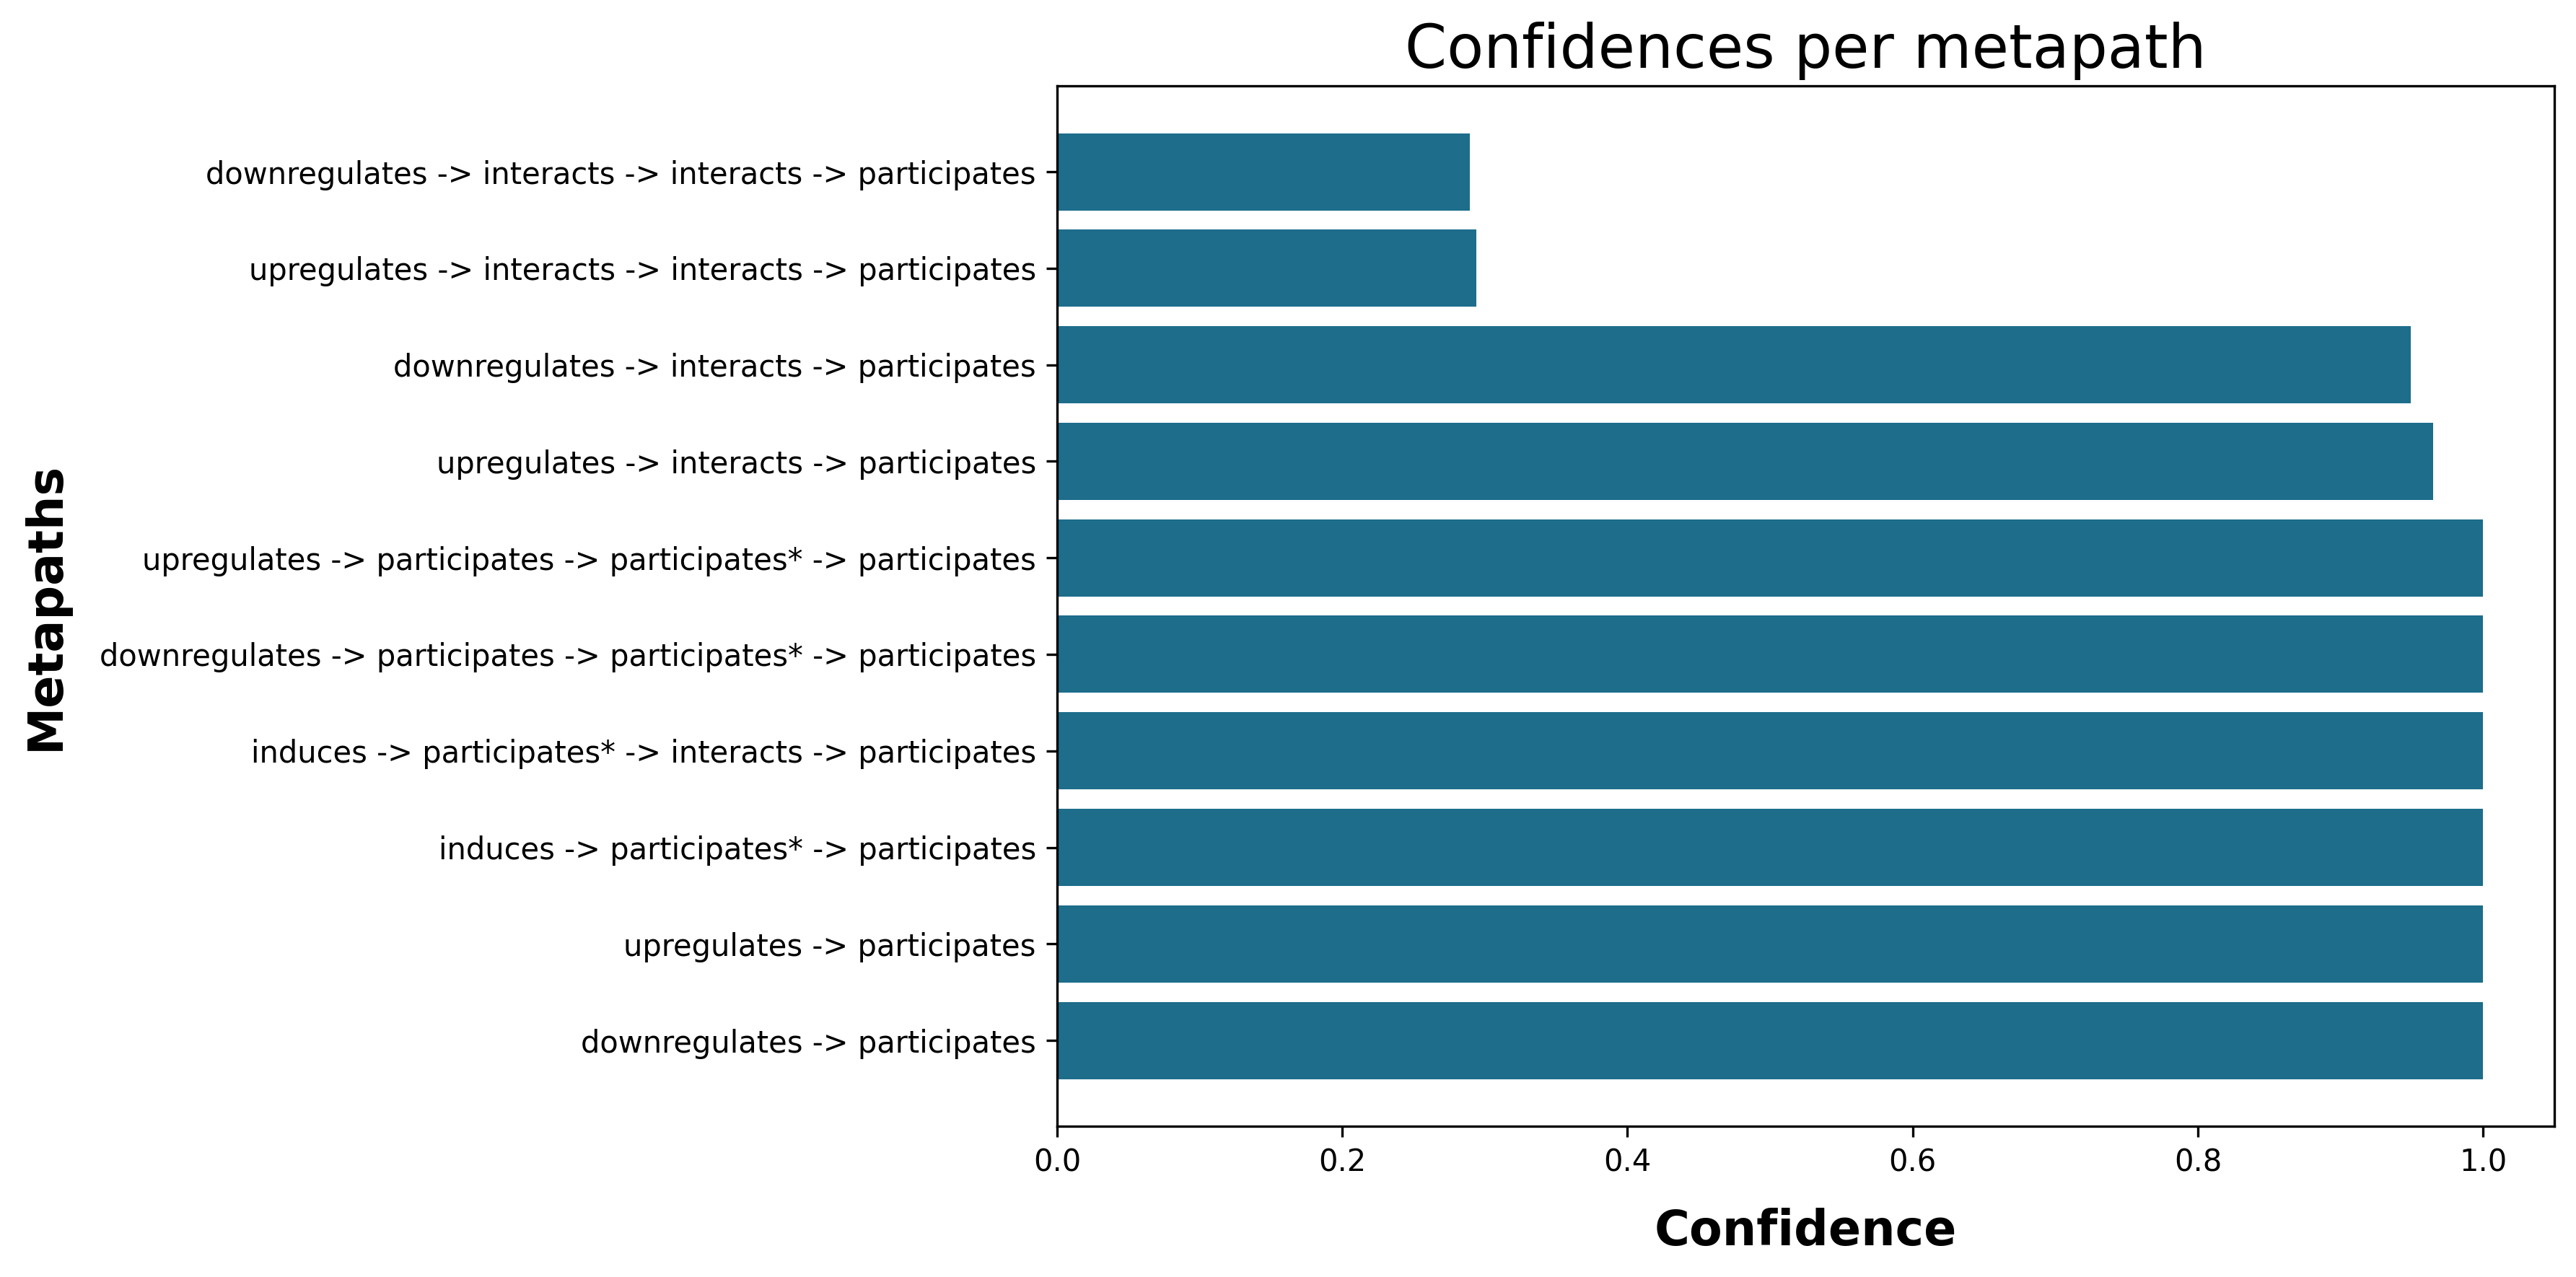 Confidences per metapath
downregulates -> interacts -> interacts -> participates
upregulates -> interacts -> interacts -> participates
downregulates -> interacts -> participates
upregulates -> interacts -> participates
upregulates -> participates -> participates* -> participates
downregulates -> participates -> participates* -> participates
induces -> participates* -> interacts -> participates
induces -> participates* -> participates
upregulates -> participates
downregulates -> participates
Metapaths
0.0 0.2 0.4 0.6 0.8 1.0
Confidence